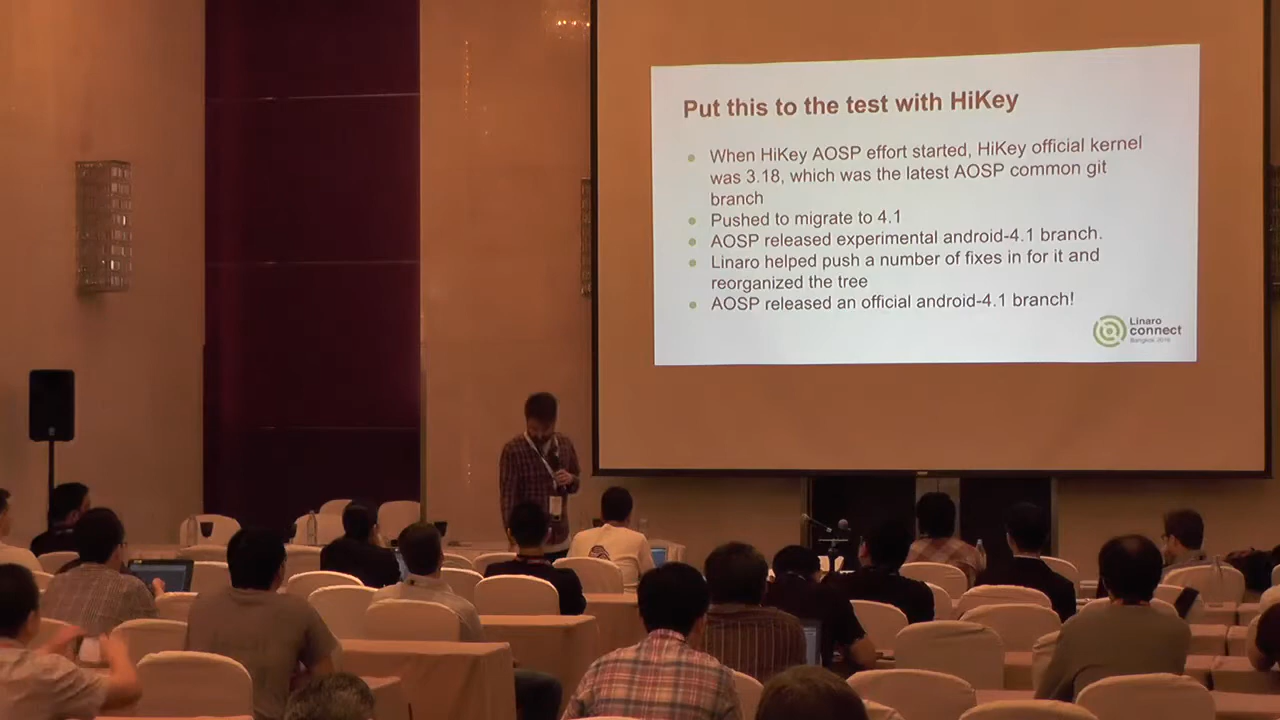 Put this to the test with HiKey
When HiKey AOSP effort started, HiKey official kernel
was 3.18, which was the latest AOSP common git
branch
Pushed to migrate to 4.1
AOSP released experimental android-4.1 branch.
Linaro helped push a number of fixes in for it and
reorganized the tree
AOSP released an official android-4.1 branch!
Linaro
connect
Bangkok 2016